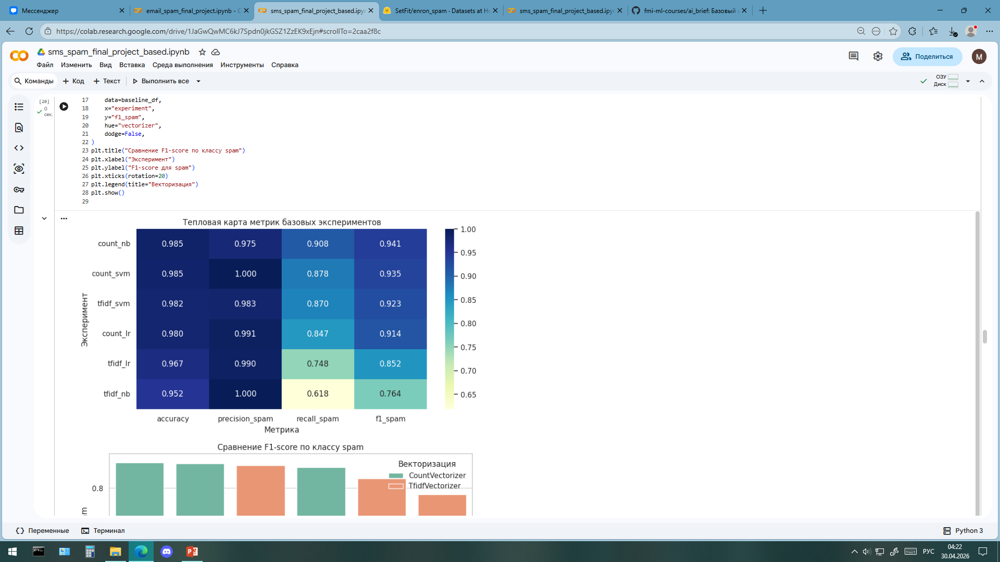 Мессенджер
email_spam_final_project.ipynb - C
sms_spam_final_project_based.ipyn
SetFit/enron_spam · Datasets at Hu
sms_spam_final_project_based.ipyn
fmi-ml-courses/ai_brief: Базовый к
https://colab.research.google.com/drive/1JaGwQwMC6kJ7Spdn0jkGSZ1ZzEK9xEjn#scrollTo=2caa2f8c
sms_spam_final_project_based.ipynb
Файл Изменить Вид Вставка Среда выполнения Инструменты Справка
Поделиться
M
Команды + Код + Текст Выполнить все
ОЗУ
Диск
[20]
0
сек.
17 data=baseline_df,
18 x="experiment",
19 y="f1_spam",
20 hue="vectorizer",
21 dodge=False,
22 )
23 plt.title("Сравнение F1-score по классу spam")
24 plt.xlabel("Эксперимент")
25 plt.ylabel("F1-score для spam")
26 plt.xticks(rotation=20)
27 plt.legend(title="Векторизация")
28 plt.show()
29
Тепловая карта метрик базовых экспериментов
count_nb 0.985 0.975 0.908 0.941
count_svm 0.985 1.000 0.878 0.935
tfidf_svm 0.982 0.983 0.870 0.923
count_lr 0.980 0.991 0.847 0.914
tfidf_lr 0.967 0.990 0.748 0.852
tfidf_nb 0.952 1.000 0.618 0.764
Эксперимент
accuracy precision_spam recall_spam f1_spam
Метрика
1.00
0.95
0.90
0.85
0.80
0.75
0.70
0.65
Сравнение F1-score по классу spam
Векторизация
CountVectorizer
TfidfVectorizer
0.8
Переменные Терминал
Python 3
РУС
04:22
30.04.2026